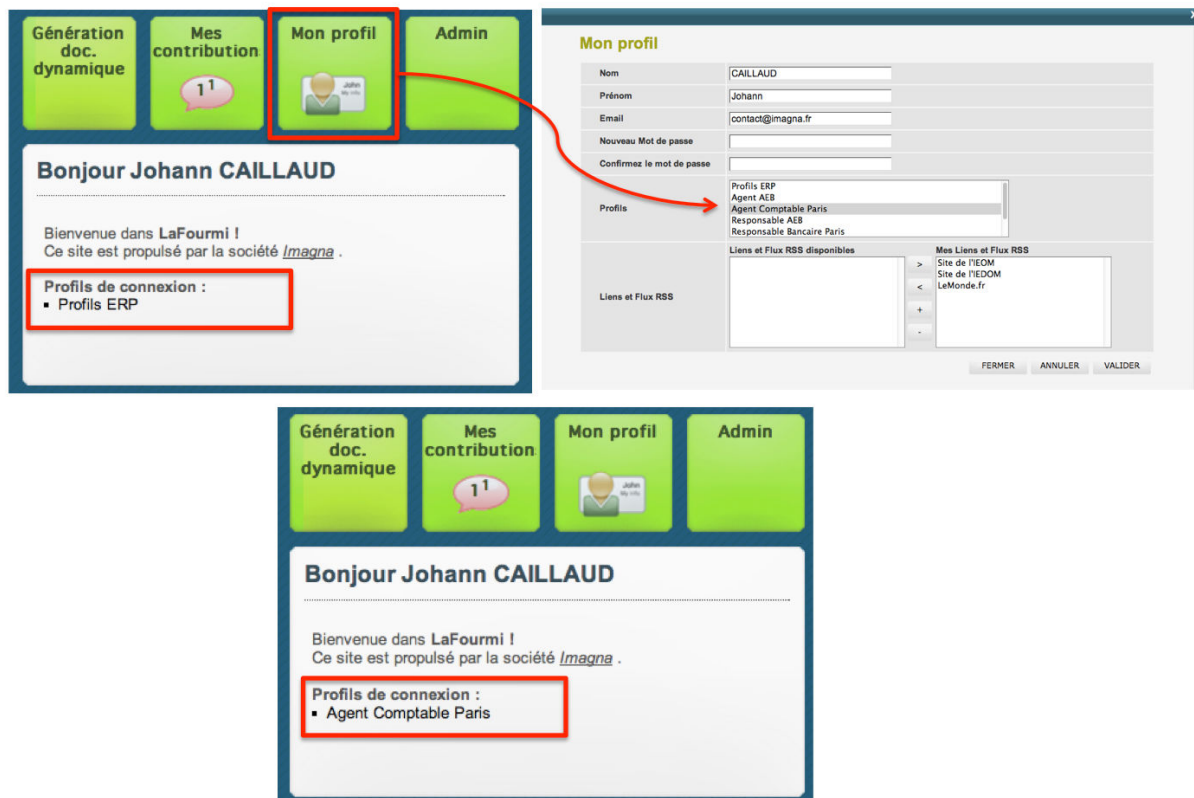 Génération
doc.
dynamique
Mes
contribution
1 1
Mon profil
John
My info.
Admin
Bonjour Johann CAILLAUD
Bienvenue dans LaFourmi !
Ce site est propulsé par la société Imagna .
Profils de connexion :
▪ Profils ERP
Mon profil
Nom CAILLAUD
Prénom Johann
Email contact@imagna.fr
Nouveau Mot de passe
Confirmez le mot de passe
Profils
Profils ERP
Agent AEB
Agent Comptable Paris
Responsable AEB
Responsable Bancaire Paris
Liens et Flux RSS
Liens et Flux RSS disponibles
>
<
+
-
Mes Liens et Flux RSS
Site de l'IEOM
Site de l'IEDOM
LeMonde.fr
FERMER ANNULER VALIDER
Génération
doc.
dynamique
Mes
contribution
1 1
Mon profil
John
My info.
Admin
Bonjour Johann CAILLAUD
Bienvenue dans LaFourmi !
Ce site est propulsé par la société Imagna .
Profils de connexion :
▪ Agent Comptable Paris